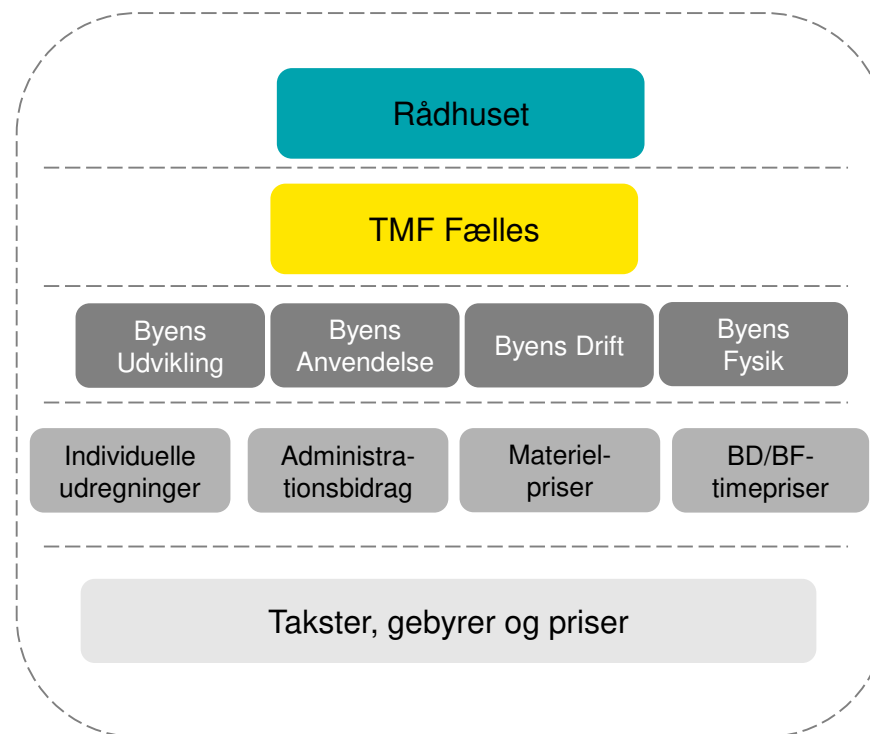 Rådhuset
TMF Fælles
Byens
Udvikling
Byens
Anvendelse
Byens Drift
Byens
Fysik
Individuelle
udregninger
Administra-
tionsbidrag
Materiel-
priser
BD/BF-
timepriser
Takster, gebyrer og priser